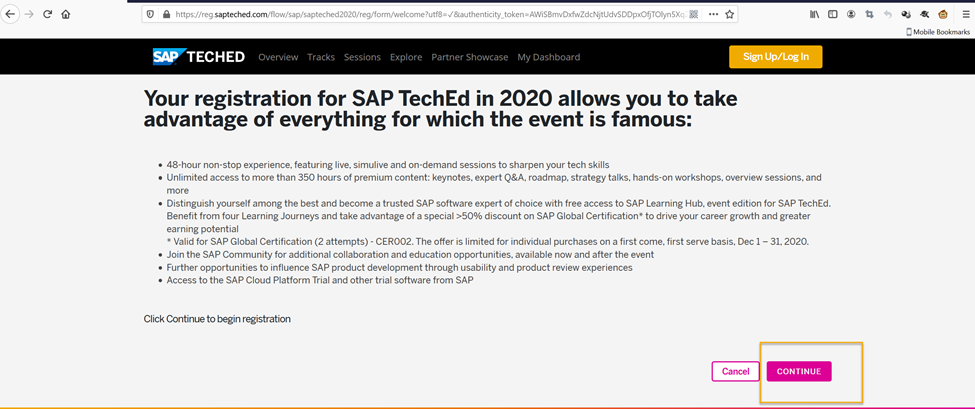 https://reg.sapteched.com/flow/sap/sapteched2020/reg/form/welcome?utf8=✓&authenticity_token=AWiS8mvDxfwZdcNjtUdvSDDpxOfjTOlyn5Xq
Mobile Bookmarks
SAP TECHED Overview Tracks Sessions Explore Partner Showcase My Dashboard Sign Up/Log In
Your registration for SAP TechEd in 2020 allows you to take
advantage of everything for which the event is famous:
• 48-hour non-stop experience, featuring live, simulive and on-demand sessions to sharpen your tech skills
• Unlimited access to more than 350 hours of premium content: keynotes, expert Q&A, roadmap, strategy talks, hands-on workshops, overview sessions, and
more
• Distinguish yourself among the best and become a trusted SAP software expert of choice with free access to SAP Learning Hub, event edition for SAP TechEd.
Benefit from four Learning Journeys and take advantage of a special >50% discount on SAP Global Certification* to drive your career growth and greater
earning potential
* Valid for SAP Global Certification (2 attempts) - CER002. The offer is limited for individual purchases on a first come, first serve basis, Dec 1 – 31, 2020.
• Join the SAP Community for additional collaboration and education opportunities, available now and after the event
• Further opportunities to influence SAP product development through usability and product review experiences
• Access to the SAP Cloud Platform Trial and other trial software from SAP
Click Continue to begin registration
Cancel CONTINUE